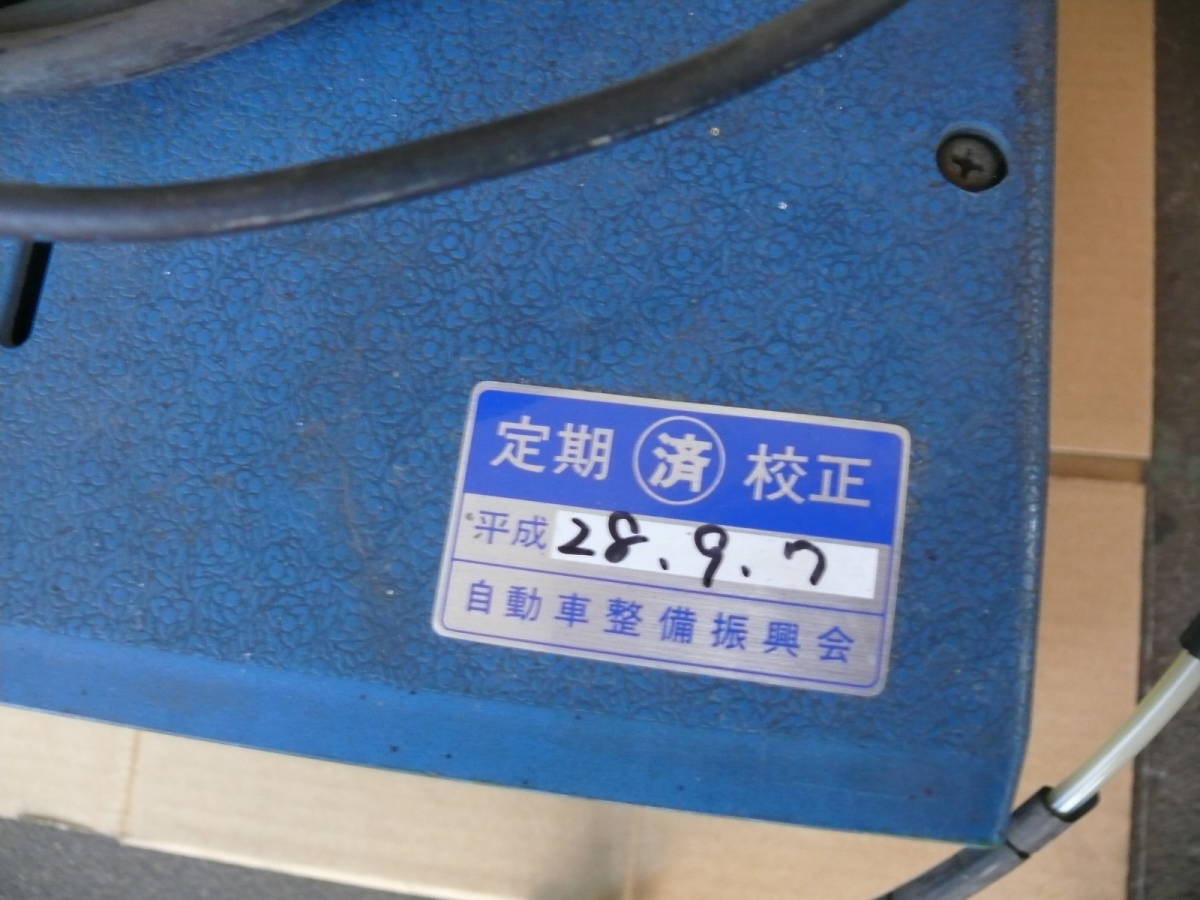 定期 済 校正
平成 28.9.7
自動車整備振興会